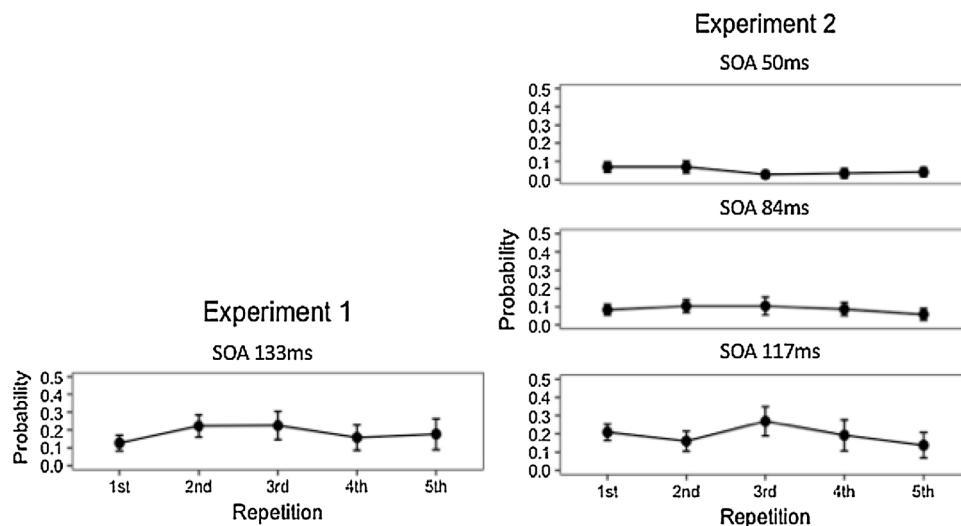 Experiment 1
SOA 133ms
Probability
0.5
0.4
0.3
0.2
0.1
0.0
1st 2nd 3rd 4th 5th
Repetition
Experiment 2
SOA 50ms
0.5
0.4
0.3
0.2
0.1
0.0
SOA 84ms
Probability
0.5
0.4
0.3
0.2
0.1
0.0
SOA 117ms
0.5
0.4
0.3
0.2
0.1
0.0
1st 2nd 3rd 4th 5th
Repetition